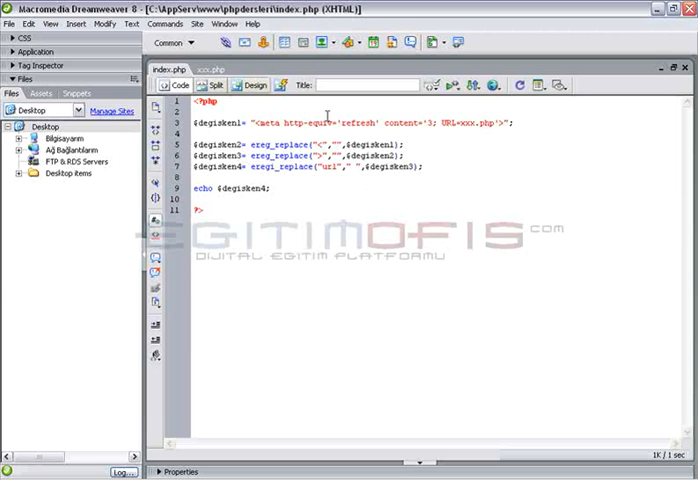 Macromedia Dreamweaver 8 - [C:\AppServ\www\phpdersleri\index.php (XHTML)]
File Edit View Insert Modify Text Commands Site Window Help
CSS
Application
Tag Inspector
Files
Files Assets Snippets
Desktop Manage Sites
Desktop
Bilgisayarım
Ağ Bağlantılarım
FTP & RDS Servers
Desktop items
Log...
Common
index.php xxx.php
Code Split Design Title:
1 <?php
2
3 $degisken1= "<meta http-equiv='refresh' content='3; URL=xxx.php'>";
4
5 $degisken2= ereg_replace("<","",$degisken1);
6 $degisken3= ereg_replace(">","",$degisken2);
7 $degisken4= eregi_replace("url"," ",$degisken3);
8
9 echo $degisken4;
10
11 ?>
EGITIMOFIS.com
DIJITAL EGITIM PLATFORMU
1K / 1 sec
Properties